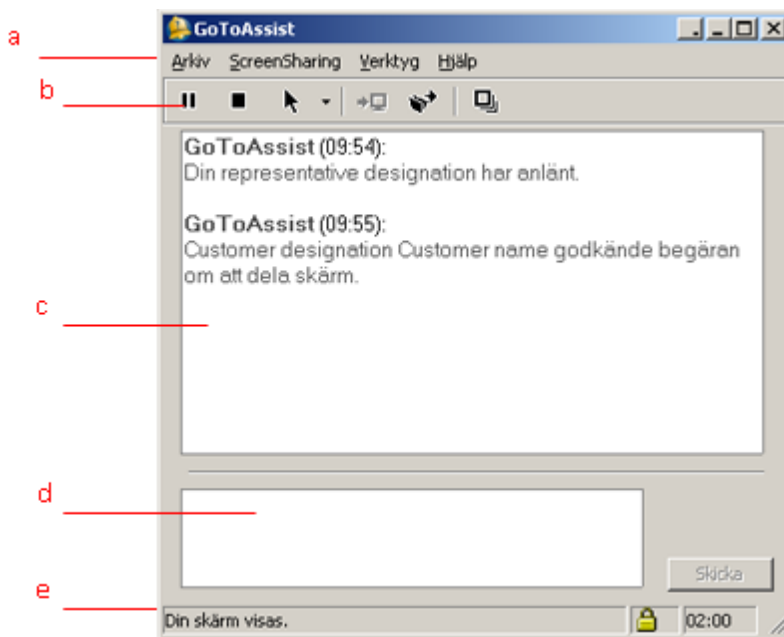 GoToAssist
a
Arkiv ScreenSharing Verktyg Hjälp
b
GoToAssist (09:54):
Din representative designation har anlänt.
GoToAssist (09:55):
Customer designation Customer name godkände begäran
om att dela skärm.
c
d
Skicka
e
Din skärm visas.
02:00